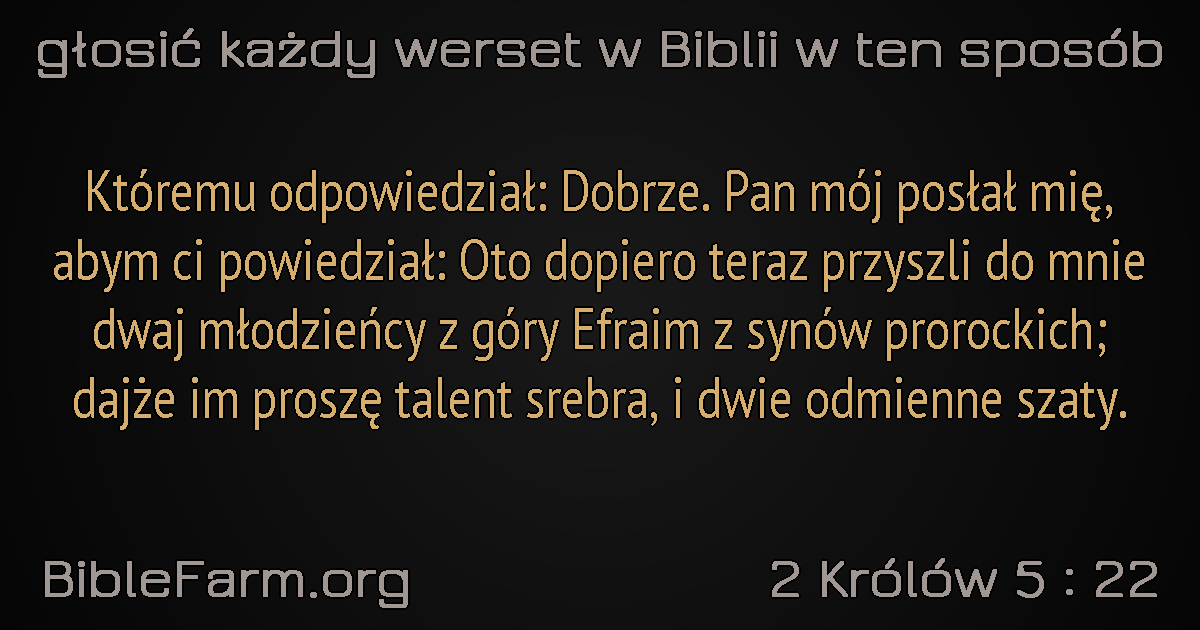 głosić każdy werset w Biblii w ten sposób
Któremu odpowiedział: Dobrze. Pan mój posłał mię,
abym ci powiedział: Oto dopiero teraz przyszli do mnie
dwaj młodzieńcy z góry Efraim z synów prorockich;
dajże im proszę talent srebra, i dwie odmienne szaty.
BibleFarm.org
2 Królów 5 : 22